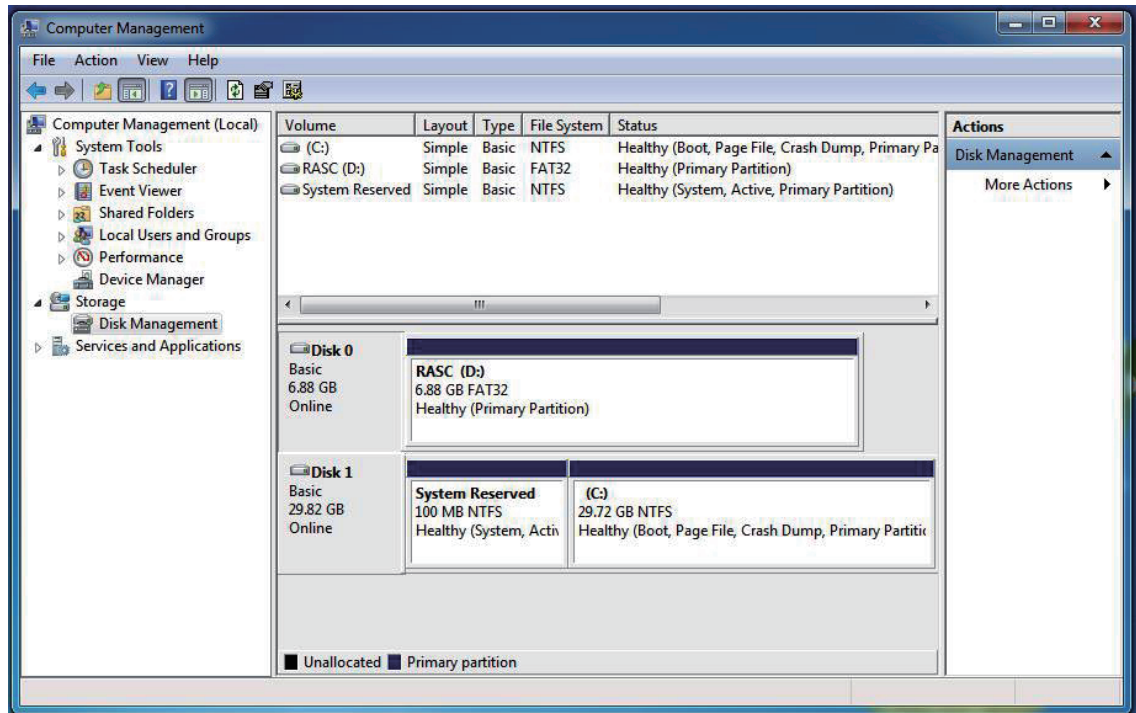 Computer Management
File Action View Help
Computer Management (Local)
System Tools
Task Scheduler
Event Viewer
Shared Folders
Local Users and Groups
Performance
Device Manager
Storage
Disk Management
Services and Applications
Volume Layout Type File System Status
(C:) Simple Basic NTFS Healthy (Boot, Page File, Crash Dump, Primary Pa
RASC (D:) Simple Basic FAT32 Healthy (Primary Partition)
System Reserved Simple Basic NTFS Healthy (System, Active, Primary Partition)
Disk 0
Basic
6.88 GB
Online
RASC (D:)
6.88 GB FAT32
Healthy (Primary Partition)
Disk 1
Basic
29.82 GB
Online
System Reserved
100 MB NTFS
Healthy (System, Activ
(C:)
29.72 GB NTFS
Healthy (Boot, Page File, Crash Dump, Primary Partitic
Unallocated Primary partition
Actions
Disk Management
More Actions